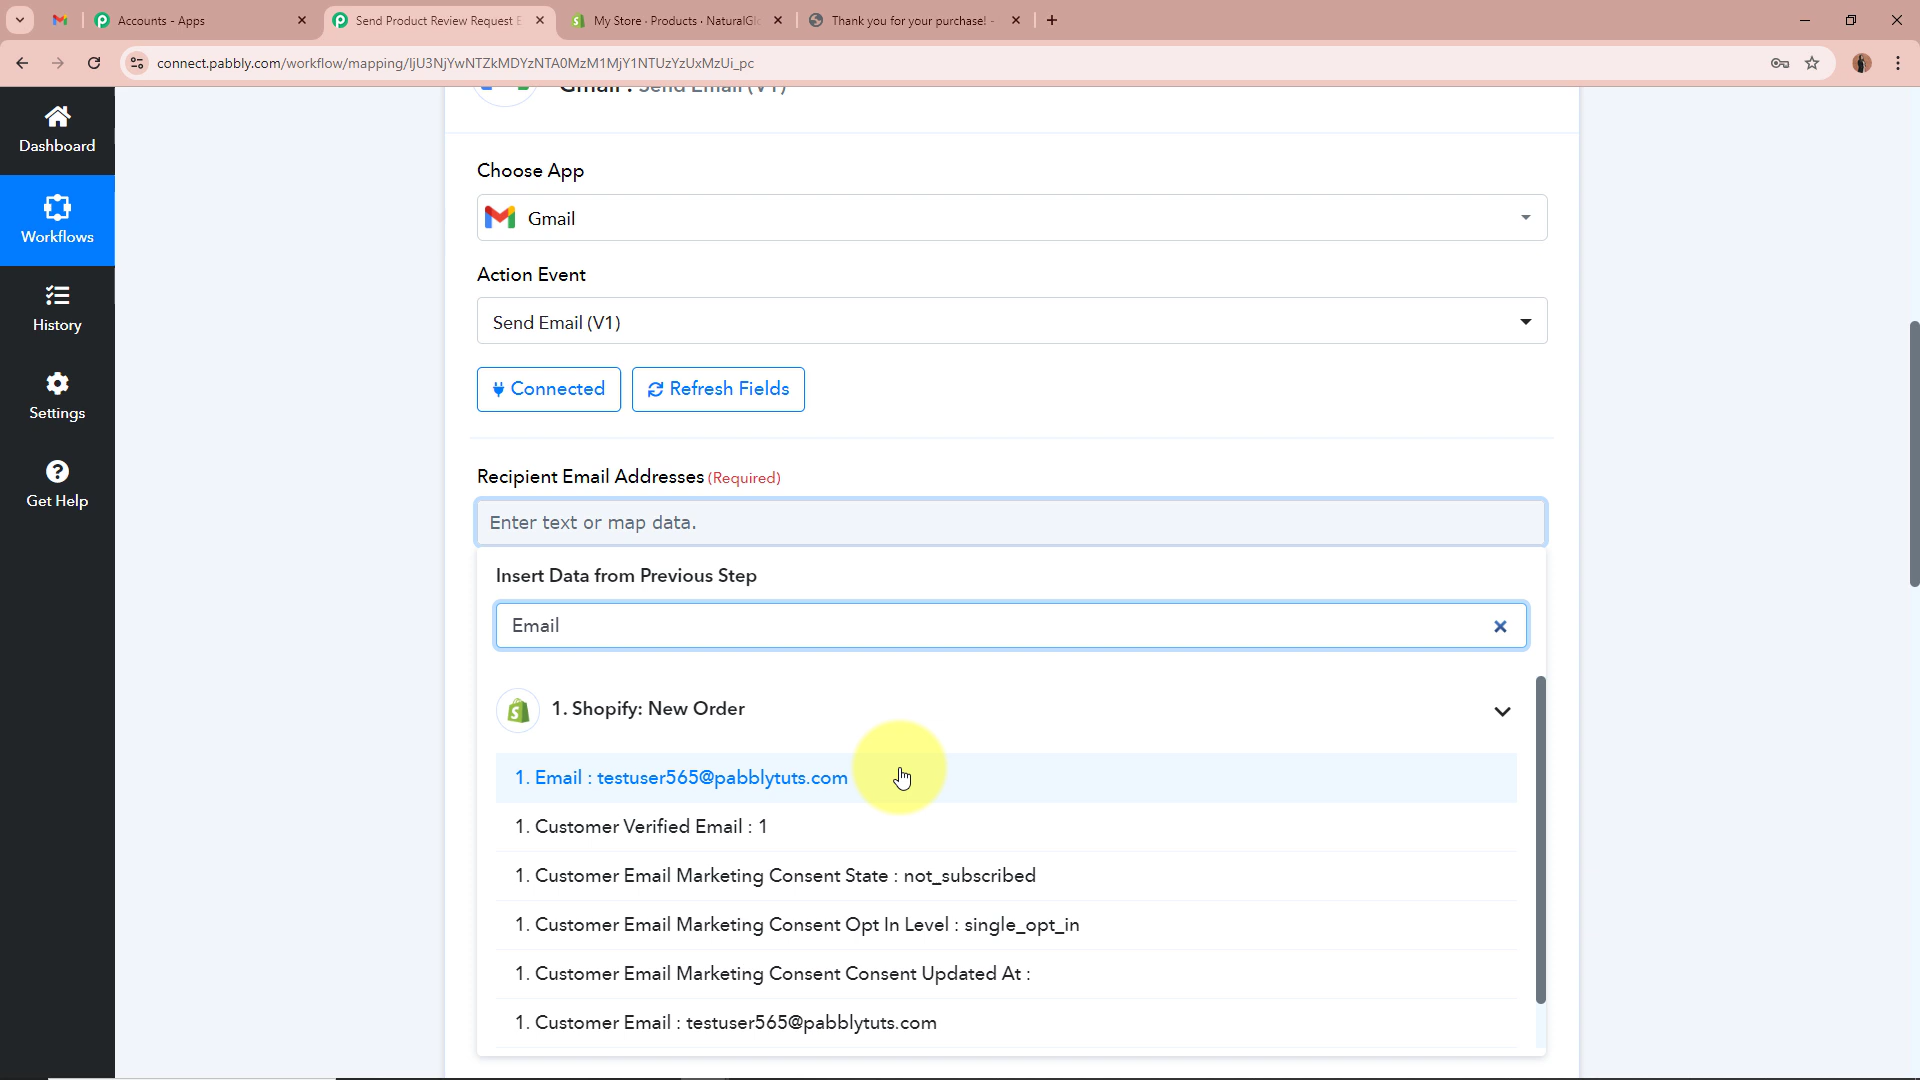 Accounts - Apps
Send Product Review Request E
My Store · Products · NaturalGlo
Thank you for your purchase! -
connect.pabbly.com/workflow/mapping/IjU3NjYwNTZkMDYzNTA0MzM1MjY1NTUzYzUxMzUi_pc
Gmail : Send Email (V1)
Dashboard
Workflows
History
Settings
Get Help
Choose App
Gmail
Action Event
Send Email (V1)
Connected
Refresh Fields
Recipient Email Addresses (Required)
Enter text or map data.
Insert Data from Previous Step
Email
1. Shopify: New Order
1. Email : testuser565@pabblytuts.com
1. Customer Verified Email : 1
1. Customer Email Marketing Consent State : not_subscribed
1. Customer Email Marketing Consent Opt In Level : single_opt_in
1. Customer Email Marketing Consent Consent Updated At :
1. Customer Email : testuser565@pabblytuts.com